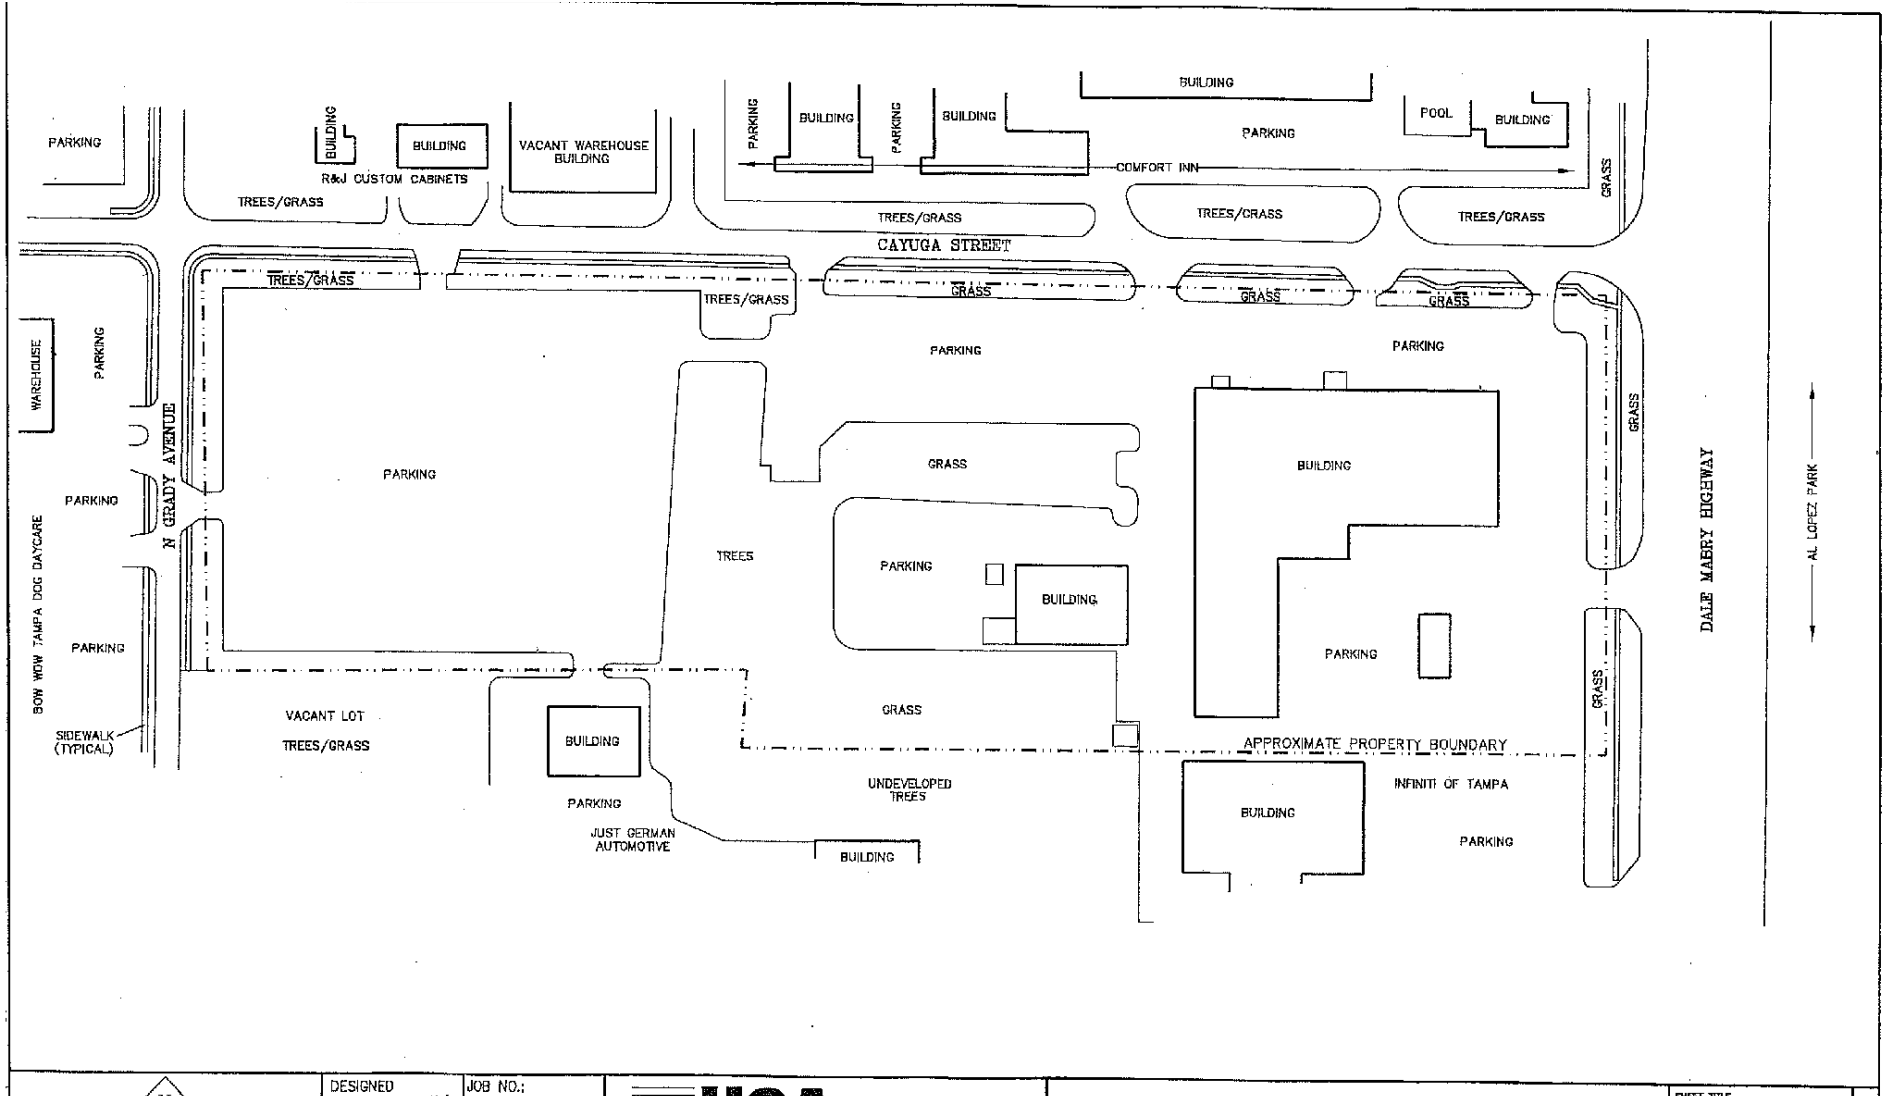 BUILDING
PARKING
BUILDING
PARKING
BUILDING
POOL
BUILDING
PARKING
BUILDING
BUILDING
VACANT WAREHOUSE
BUILDING
PARKING
COMFORT INN
GRASS
R&J CUSTOM CABINETS
TREES/GRASS
TREES/GRASS
TREES/GRASS
TREES/GRASS
CAYUGA STREET
TREES/GRASS
TREES/GRASS
GRASS
GRASS
GRASS
WAREHOUSE
PARKING
PARKING
PARKING
GRASS
N GRADY AVENUE
PARKING
GRASS
BUILDING
DALE MABRY HIGHWAY
AL LOPEZ PARK
PARKING
BOW WOW TAMPA DOG DAYCARE
TREES
PARKING
BUILDING
PARKING
PARKING
GRASS
GRASS
VACANT LOT
TREES/GRASS
SIDEWALK
(TYPICAL)
BUILDING
APPROXIMATE PROPERTY BOUNDARY
UNDEVELOPED
TREES
INFINITI OF TAMPA
PARKING
BUILDING
JUST GERMAN
AUTOMOTIVE
BUILDING
PARKING
DESIGNED
JOB NO.: